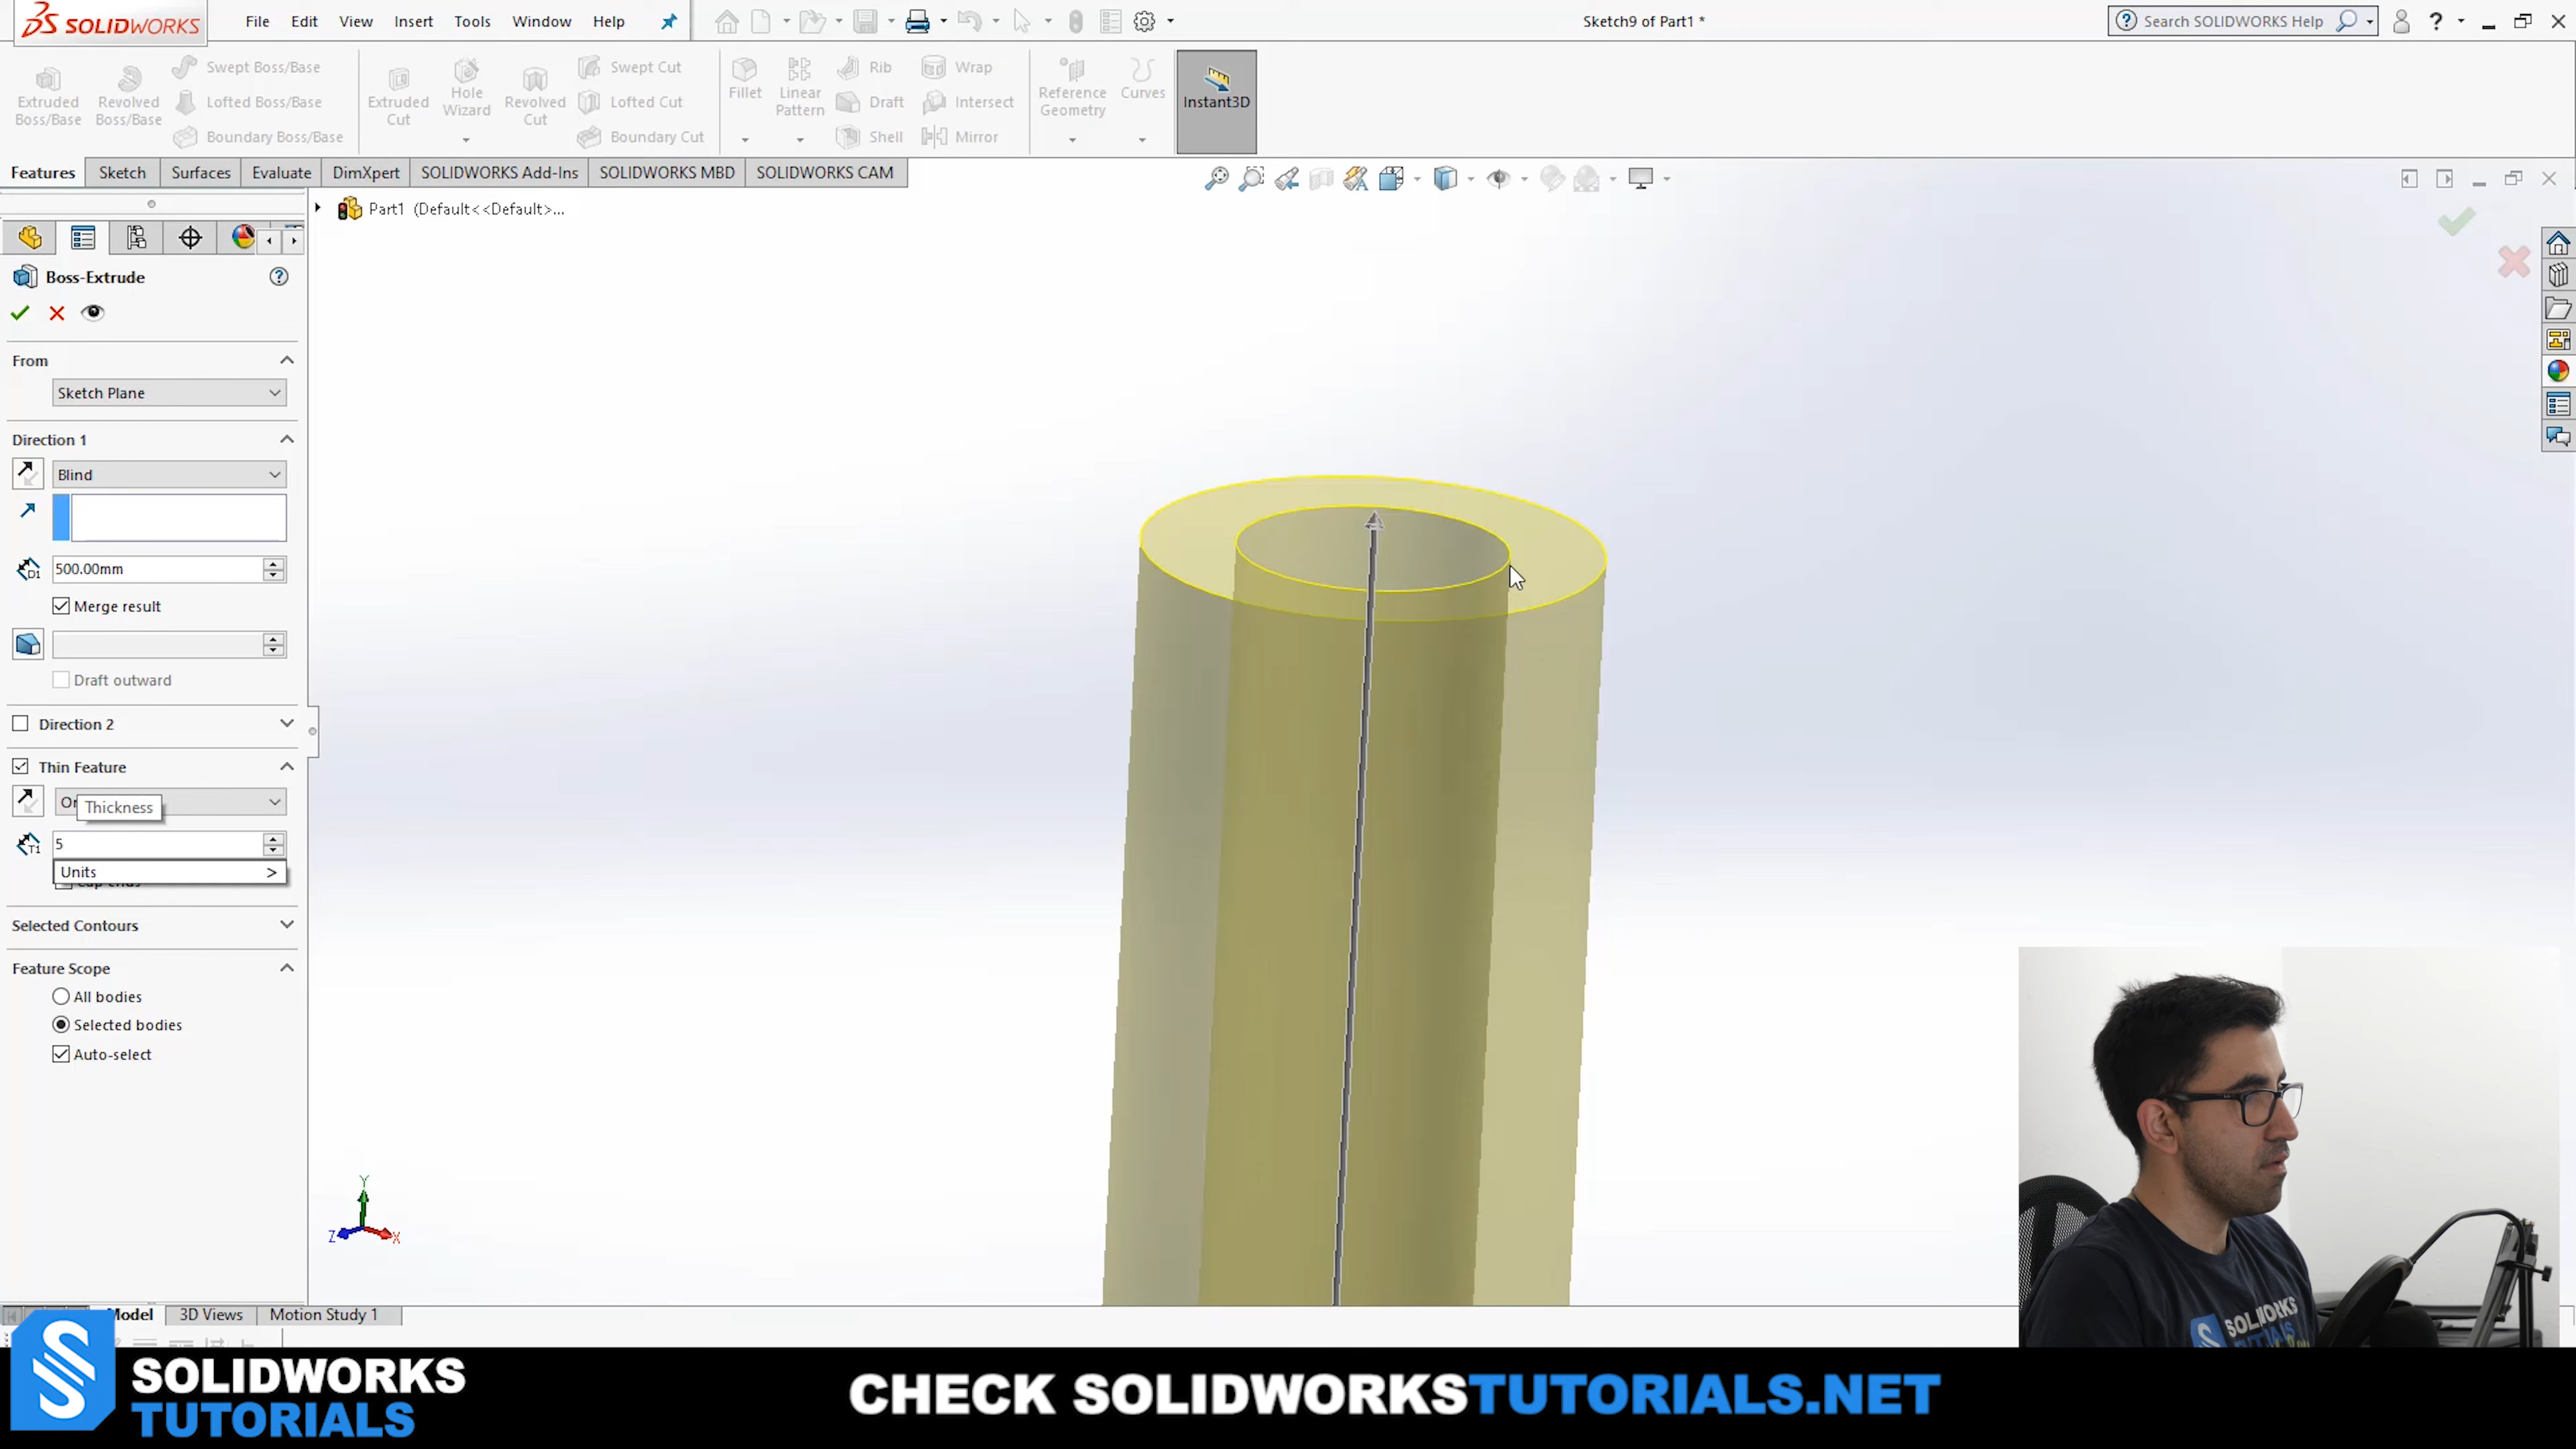 SOLIDWORKS
File Edit View Insert Tools Window Help
Sketch9 of Part1 *
Search SOLIDWORKS Help
Extruded Boss/Base
Revolved Boss/Base
Swept Boss/Base
Lofted Boss/Base
Boundary Boss/Base
Extruded Cut
Hole Wizard
Revolved Cut
Swept Cut
Lofted Cut
Boundary Cut
Fillet
Linear Pattern
Rib
Draft
Shell
Wrap
Intersect
Mirror
Reference Geometry
Curves
Instant3D
Features Sketch Surfaces Evaluate DimXpert SOLIDWORKS Add-Ins SOLIDWORKS MBD SOLIDWORKS CAM
Part1 (Default<<Default>...
Boss-Extrude
From
Sketch Plane
Direction 1
Blind
D1
500.00mm
Merge result
Draft outward
Direction 2
Thin Feature
Thickness
T1
5
Units >
Selected Contours
Feature Scope
All bodies
Selected bodies
Auto-select
Y
Z
X
Model 3D Views Motion Study 1
SOLIDWORKS
SOLIDWORKS
TUTORIALS
CHECK SOLIDWORKSTUTORIALS.NET